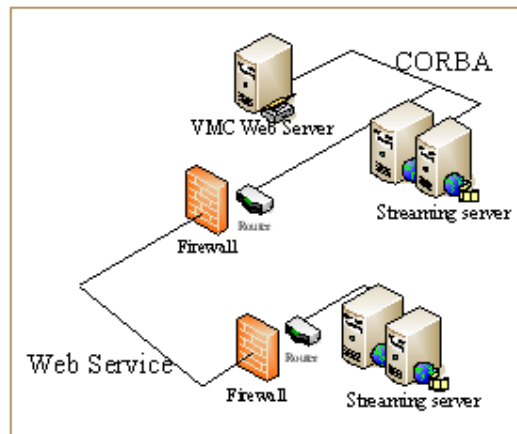 CORBA
VMC Web Server
Streaming server
Router
Firewall
Web Service
Router
Firewall
Streaming server